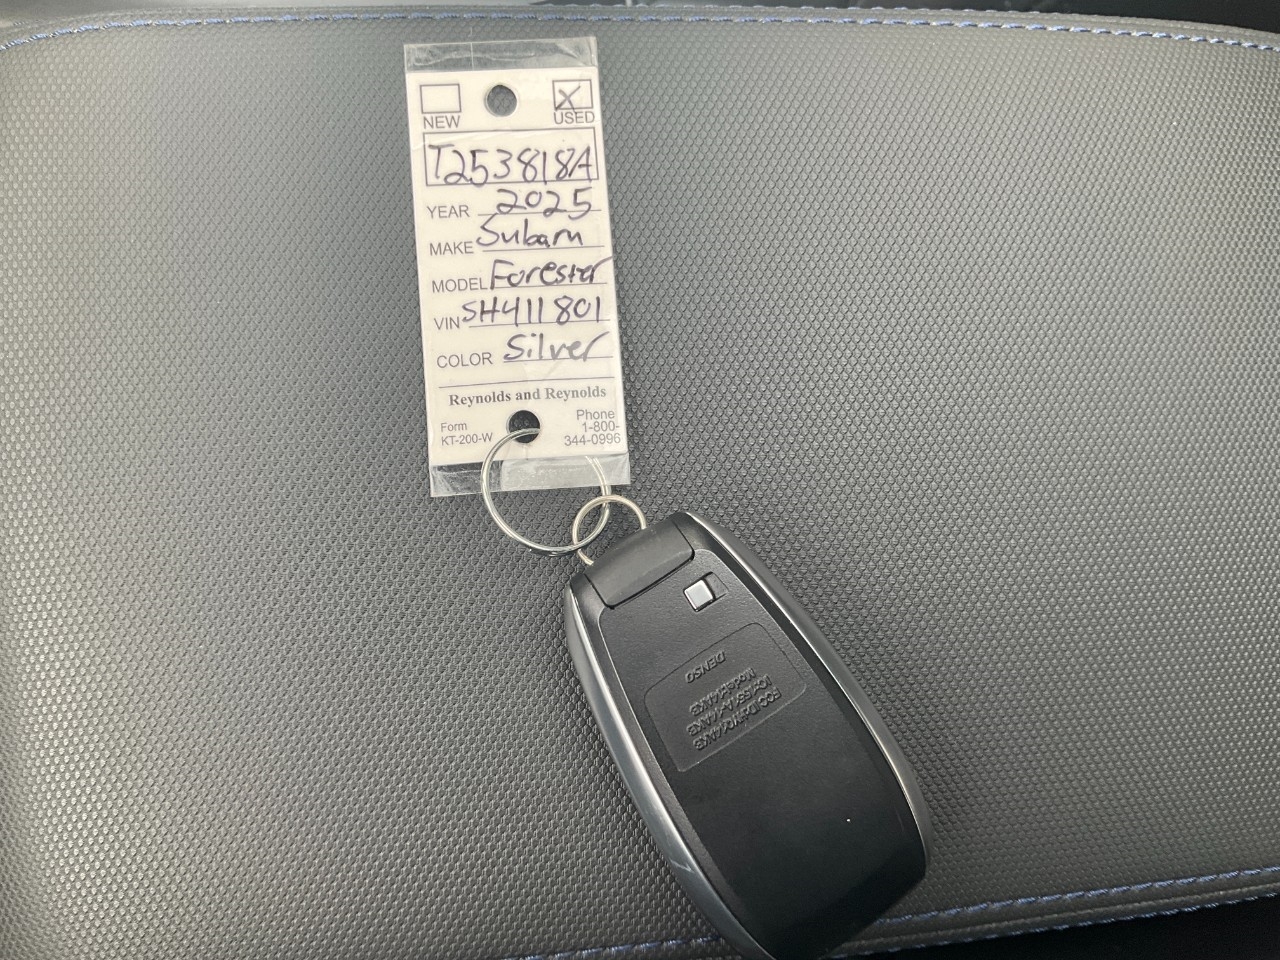 NEW USED
T253818A
YEAR 2025
MAKE Subaru
MODEL Forester
VIN SH411801
COLOR Silver
Reynolds and Reynolds
Form
KT-200-W
Phone
1-800-
344-0996
DENSO